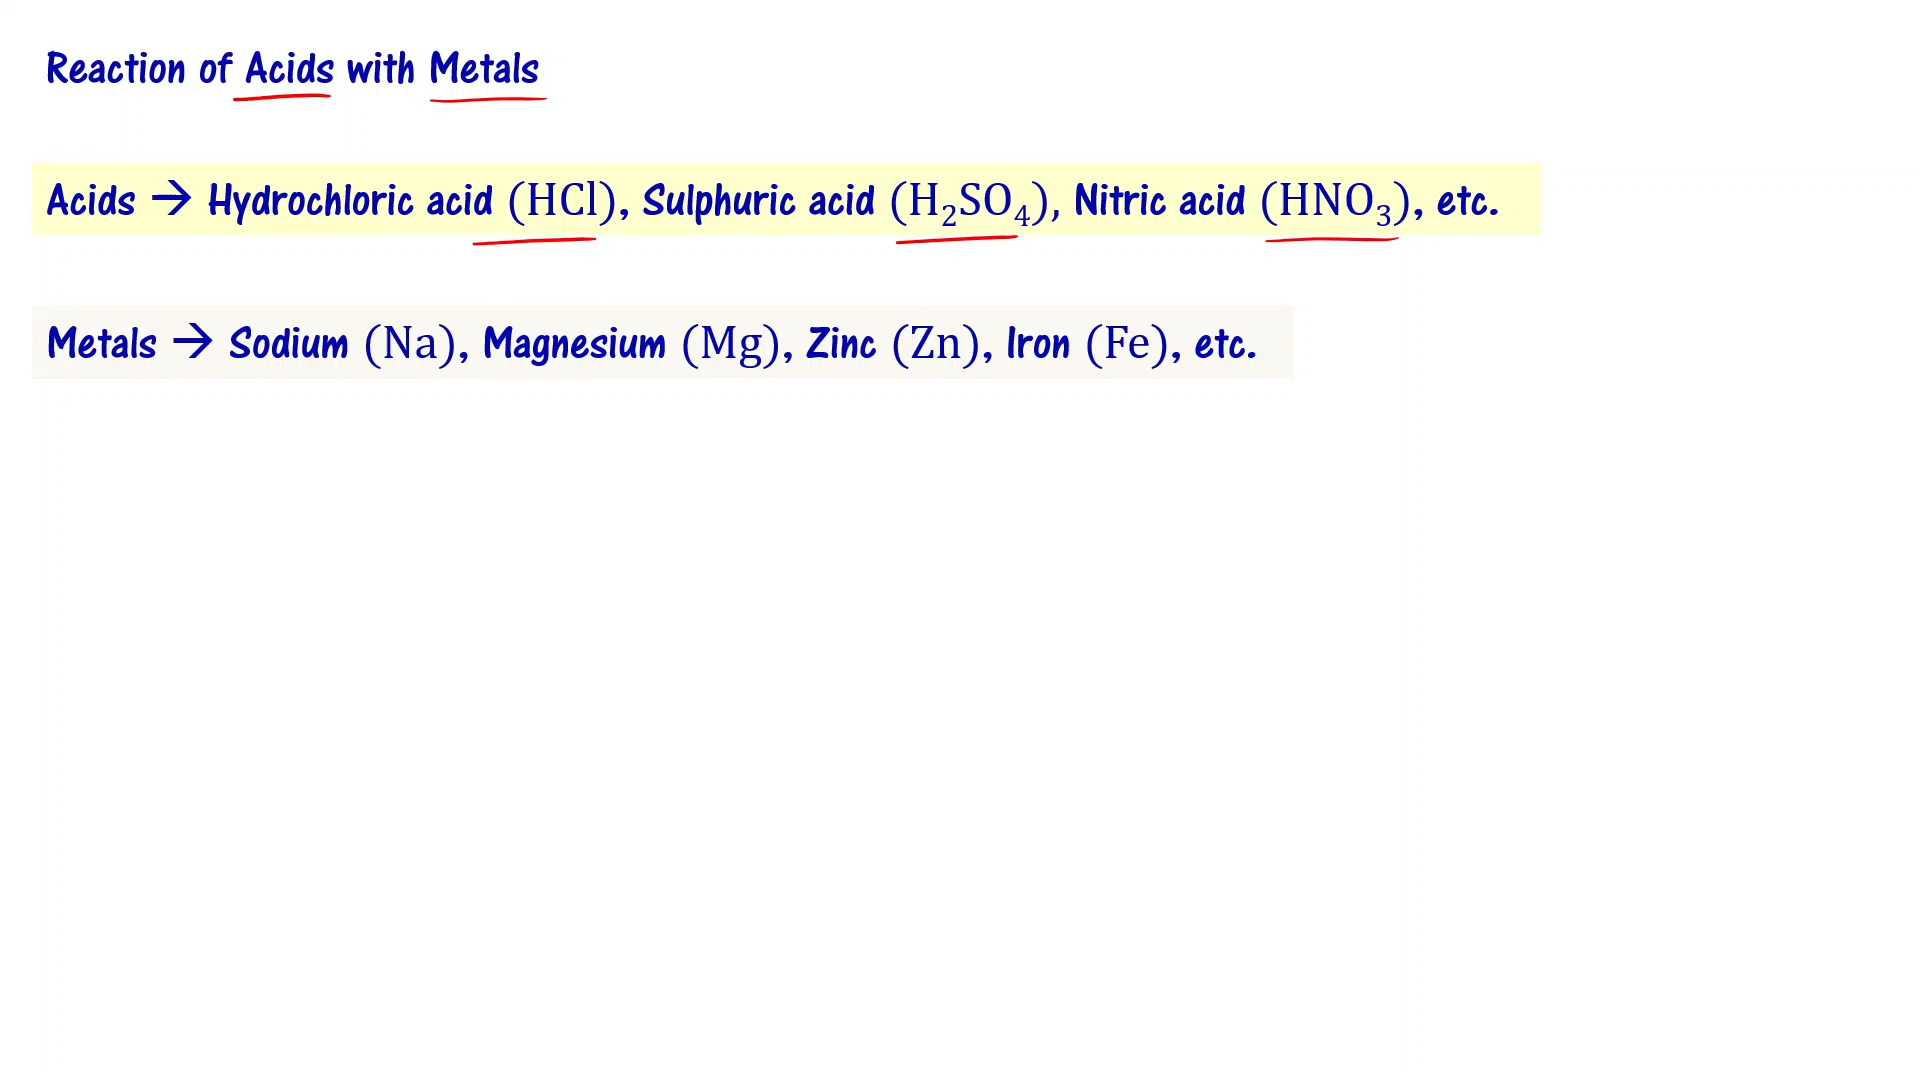 Reaction of Acids with Metals
Acids → Hydrochloric acid (HCl), Sulphuric acid (H₂SO₄), Nitric acid (HNO₃), etc.
Metals → Sodium (Na), Magnesium (Mg), Zinc (Zn), Iron (Fe), etc.